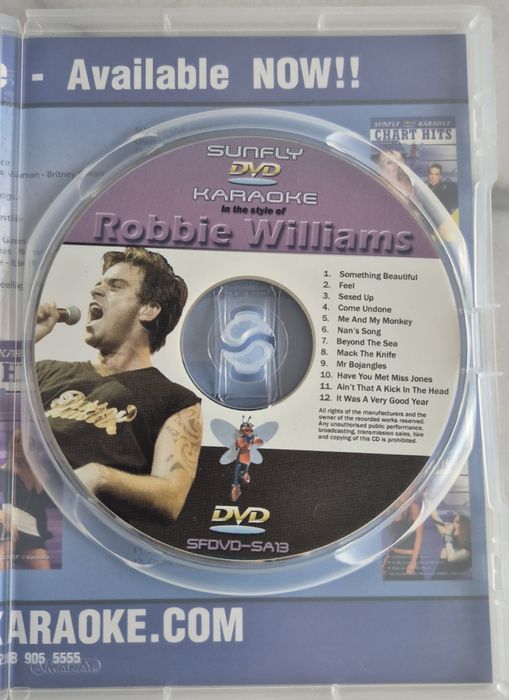 - Available NOW!!
SUNFLY KARAOKE
CHART HITS
SUNFLY
DVD
KARAOKE
In the style of
Robbie Williams
1. Something Beautiful
2. Feel
3. Sexed Up
4. Come Undone
5. Me And My Monkey
6. Nan's Song
7. Beyond The Sea
8. Mack The Knife
9. Mr Bojangles
10. Have You Met Miss Jones
11. Ain't That A Kick In The Head
12. It Was A Very Good Year
All rights of the manufacturers and the
owner of the recorded works reserved.
Any unauthorised public performance,
broadcasting, transmission sales, hire
and copying of this CD is prohibited.
DVD
SFDVD-SA13
KARAOKE.COM
905 5555